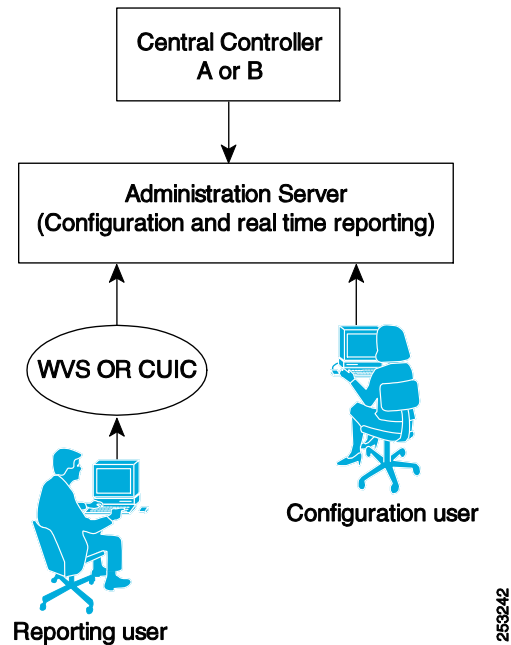 Central Controller
A or B
Administration Server
(Configuration and real time reporting)
WVS OR CUIC
Configuration user
Reporting user
253242